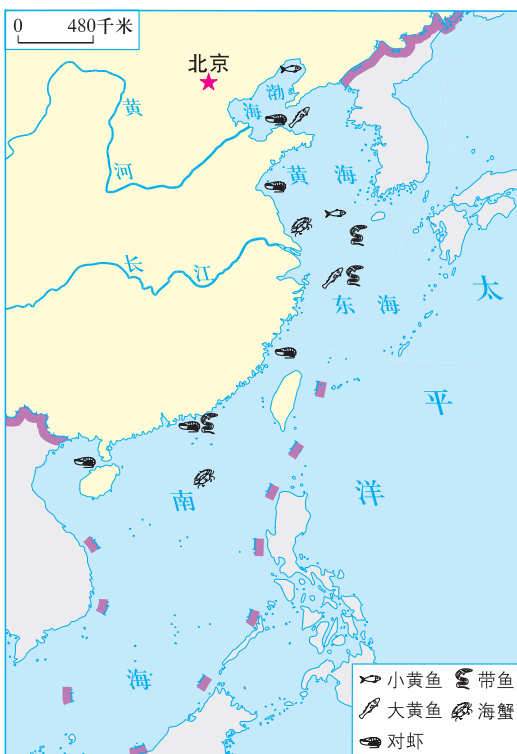 0 480千米
北京
渤
海
黄
河
黄 海
长 江
东 海
太
平
洋
南
海
小黄鱼 带鱼
大黄鱼 海蟹
对虾